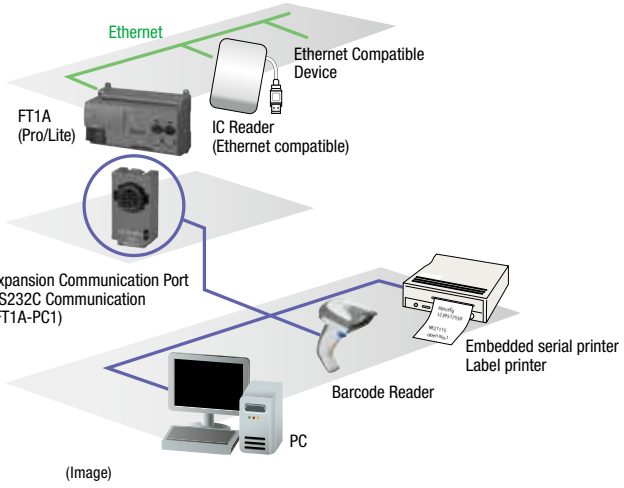 Ethernet
Ethernet Compatible
Device
FT1A
(Pro/Lite)
IC Reader
(Ethernet compatible)
xpansion Communication Port
S232C Communication
FT1A-PC1)
Embedded serial printer
Label printer
Barcode Reader
PC
(Image)